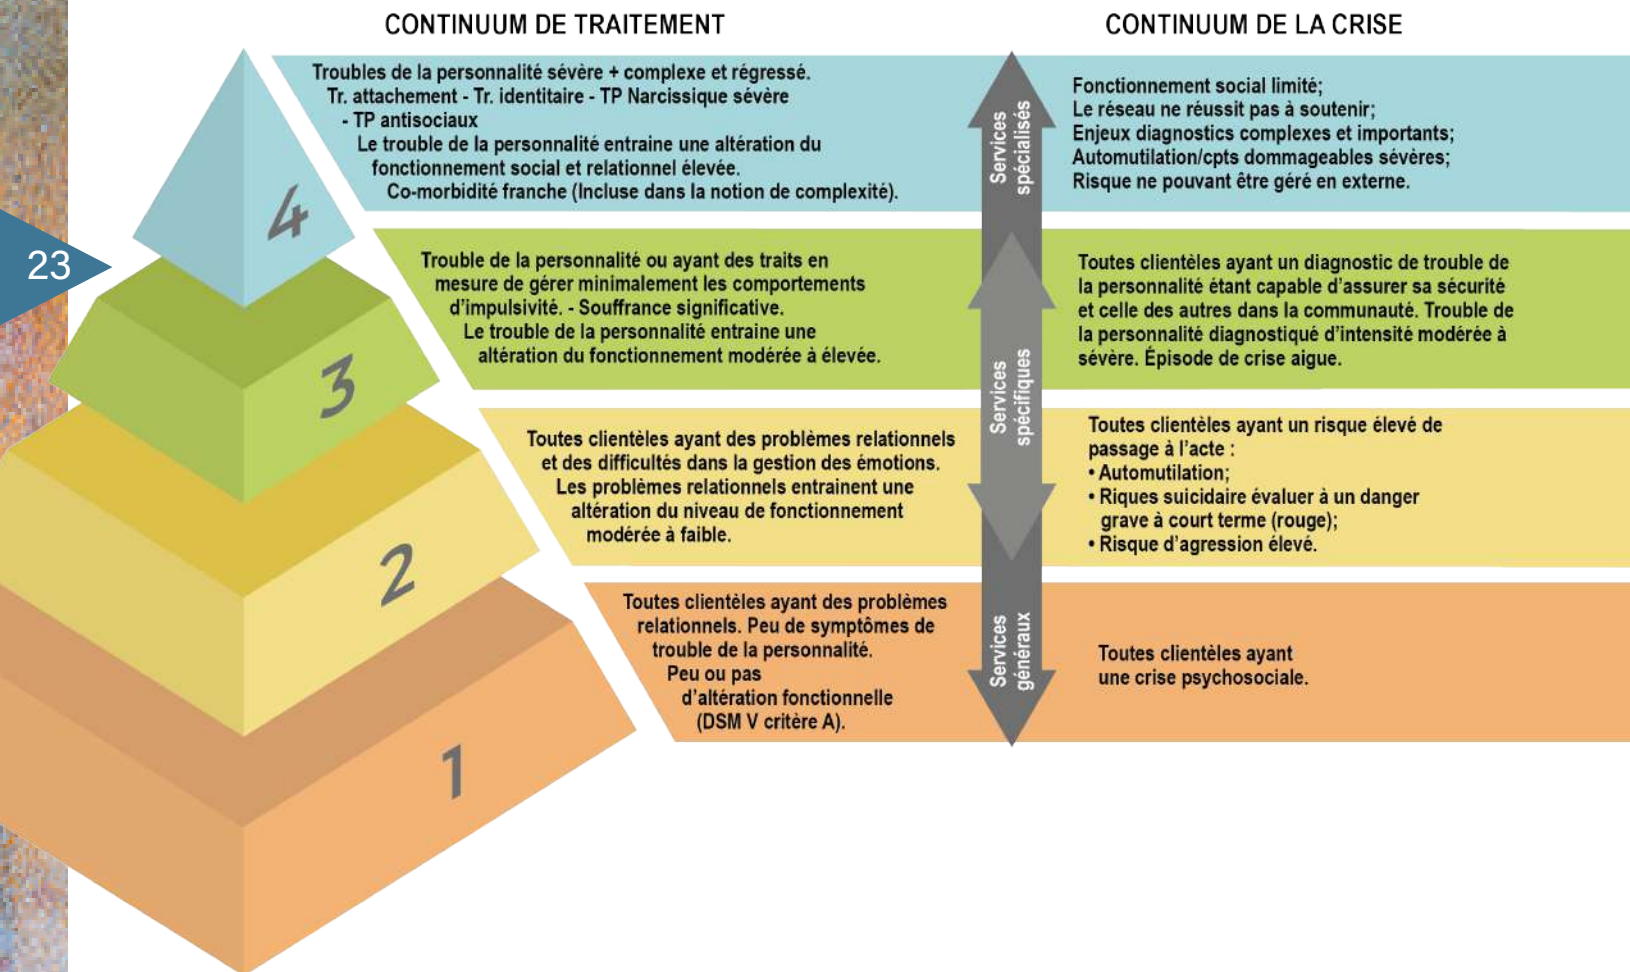 CONTINUUM DE TRAITEMENT
CONTINUUM DE LA CRISE
Troubles de la personnalité sévère + complexe et régressé.
Tr. attachement - Tr. identitaire - TP Narcissique sévère
- TP antisociaux
Le trouble de la personnalité entraine une altération du
fonctionnement social et relationnel élevée.
Co-morbidité franche (Incluse dans la notion de complexité).
Services
spécialisés
Fonctionnement social limité;
Le réseau ne réussit pas à soutenir;
Enjeux diagnostics complexes et importants;
Automutilation/cpts dommageables sévères;
Risque ne pouvant être géré en externe.
4
23
Trouble de la personnalité ou ayant des traits en
mesure de gérer minimalement les comportements
d'impulsivité. - Souffrance significative.
Le trouble de la personnalité entraine une
altération du fonctionnement modérée à élevée.
Toutes clientèles ayant un diagnostic de trouble de
la personnalité étant capable d'assurer sa sécurité
et celle des autres dans la communauté. Trouble de
la personnalité diagnostiqué d'intensité modérée à
sévère. Épisode de crise aigue.
3
Services
spécifiques
Toutes clientèles ayant des problèmes relationnels
et des difficultés dans la gestion des émotions.
Les problèmes relationnels entrainent une
altération du niveau de fonctionnement
modérée à faible.
Toutes clientèles ayant un risque élevé de
passage à l'acte :
• Automutilation;
• Riques suicidaire évaluer à un danger
grave à court terme (rouge);
• Risque d'agression élevé.
2
Toutes clientèles ayant des problèmes
relationnels. Peu de symptômes de
trouble de la personnalité.
Peu ou pas
d'altération fonctionnelle
(DSM V critère A).
Services
généraux
Toutes clientèles ayant
une crise psychosociale.
1